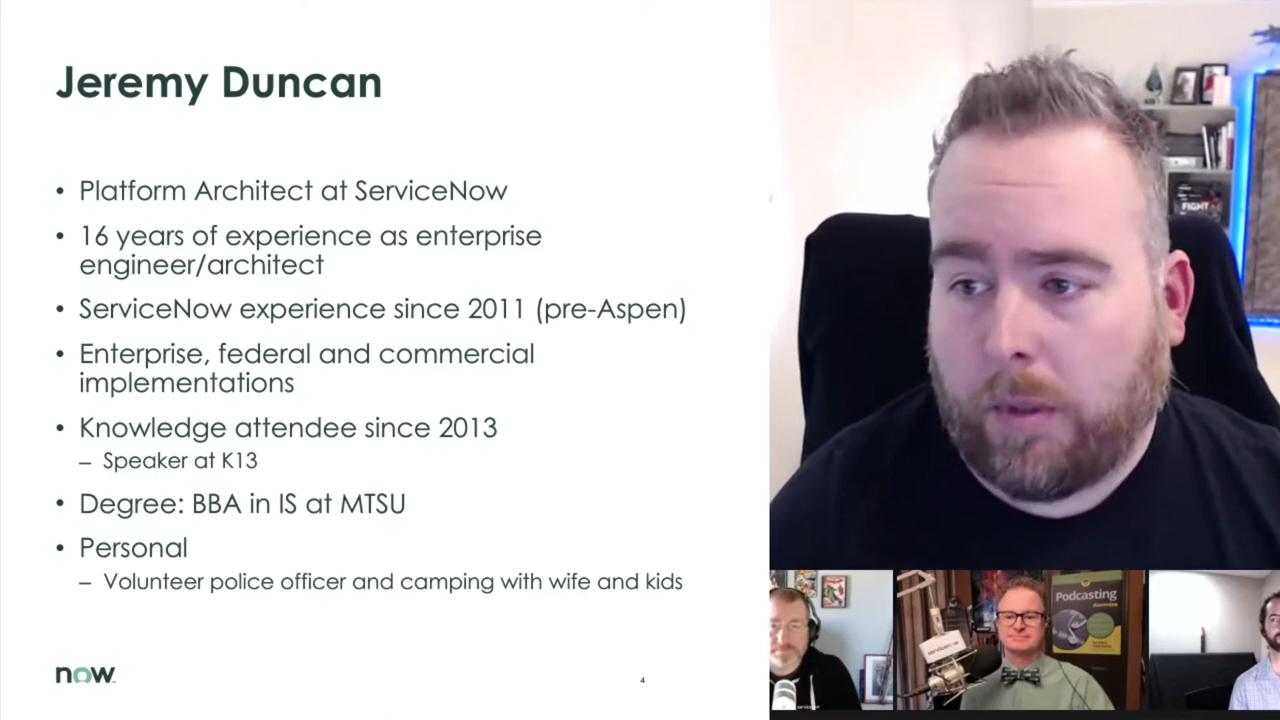 Jeremy Duncan
• Platform Architect at ServiceNow
• 16 years of experience as enterprise
engineer/architect
• ServiceNow experience since 2011 (pre-Aspen)
• Enterprise, federal and commercial
implementations
• Knowledge attendee since 2013
– Speaker at K13
• Degree: BBA in IS at MTSU
• Personal
– Volunteer police officer and camping with wife and kids
now
4
FIGHT
Podcasting
dummies